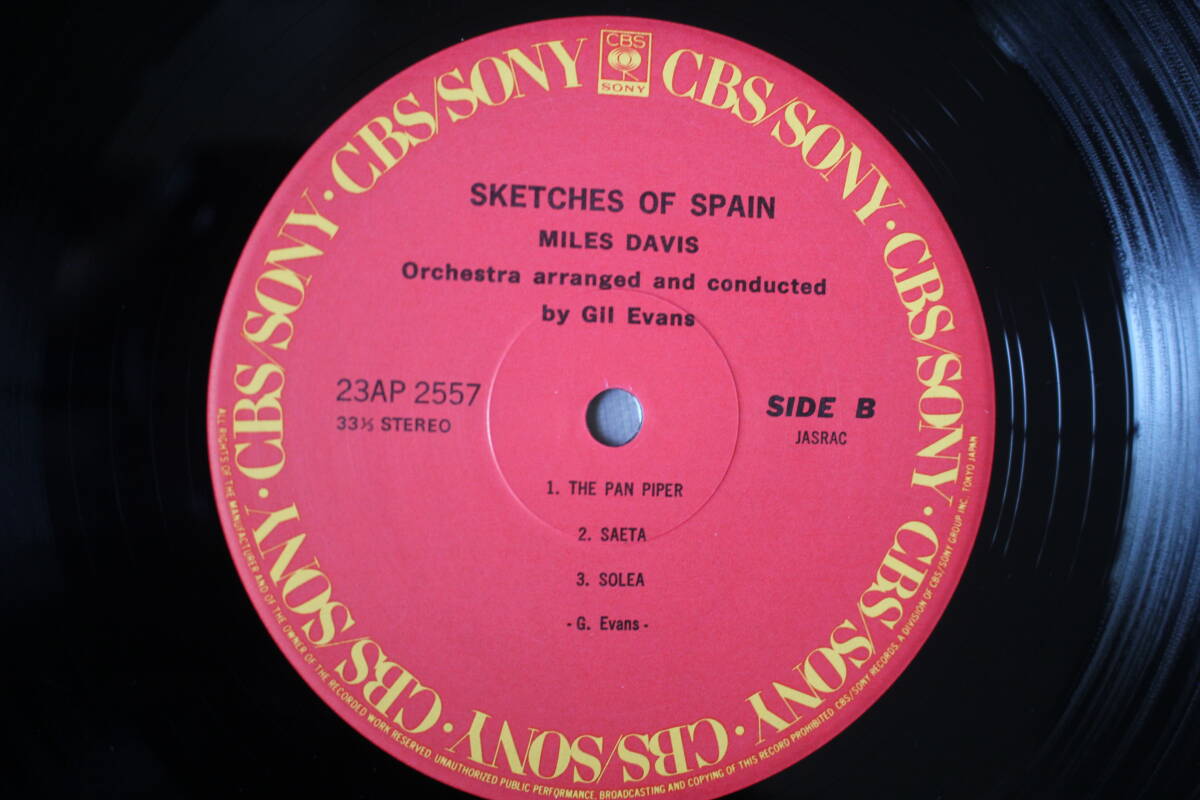 CBS
SONY
CBS/SONY · CBS/SONY · CBS/SONY · CBS/SONY · CBS/SONY · CBS/SONY · CBS/SONY · CBS/SONY · CBS/SONY · CBS/SONY
SKETCHES OF SPAIN
MILES DAVIS
Orchestra arranged and conducted
by Gil Evans
23AP 2557
33⅓ STEREO
SIDE B
JASRAC
1. THE PAN PIPER
2. SAETA
3. SOLEA
- G. Evans -
ALL RIGHTS OF THE MANUFACTURER AND OF THE OWNER OF THE RECORDED WORK RESERVED. UNAUTHORIZED PUBLIC PERFORMANCE, BROADCASTING AND COPYING OF THIS RECORD PROHIBITED. CBS/SONY RECORDS, A DIVISION OF CBS/SONY GROUP INC. TOKYO JAPAN